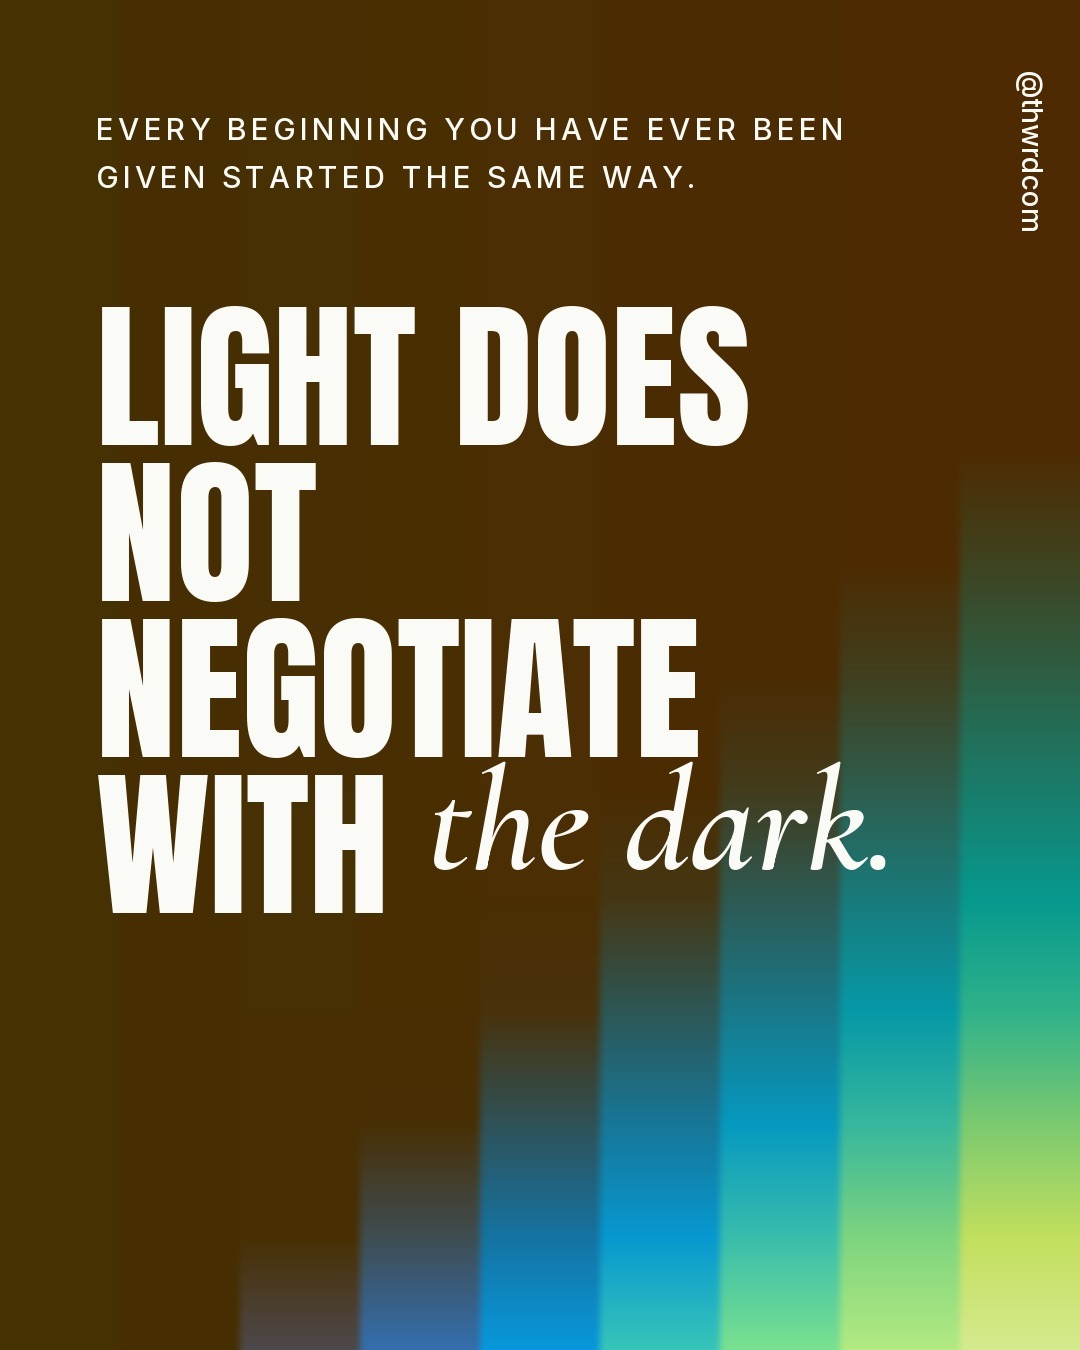 EVERY BEGINNING YOU HAVE EVER BEEN
GIVEN STARTED THE SAME WAY.
@thwrdcom
LIGHT DOES
NOT
NEGOTIATE
WITH the dark.